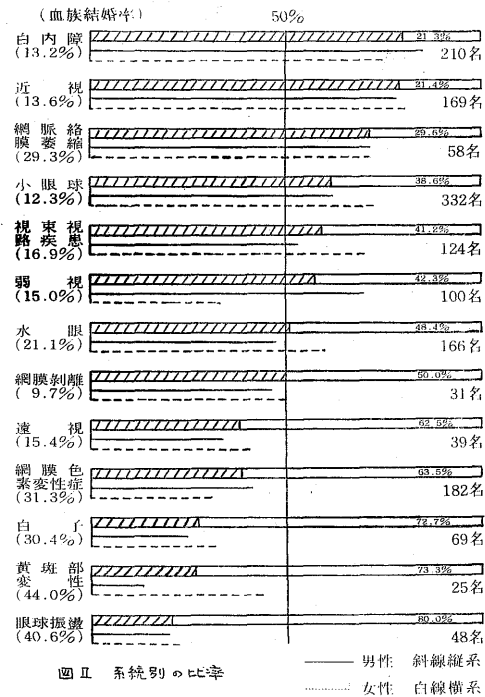 (血族結婚率) 50%
白内障 21.3%
(13.2%) 210名
近視 21.4%
(13.6%) 169名
網脈絡 29.6%
膜萎縮
(29.3%) 58名
小眼球 38.6%
(12.3%) 332名
視束視 41.2%
路疾患
(16.9%) 124名
弱視 42.3%
(15.0%) 100名
水眼 48.4%
(21.1%) 166名
網膜剥離 50.0%
(9.7%) 31名
遠視 62.5%
(15.4%) 39名
網膜色 63.5%
素変性症
(31.3%) 182名
白子 72.7%
(30.4%) 69名
黄斑部 73.3%
変性
(44.0%) 25名
眼球振盪 80.0%
(40.6%) 48名
図Ⅱ 系統別の比率
男性 斜線縦系
女性 白線横系